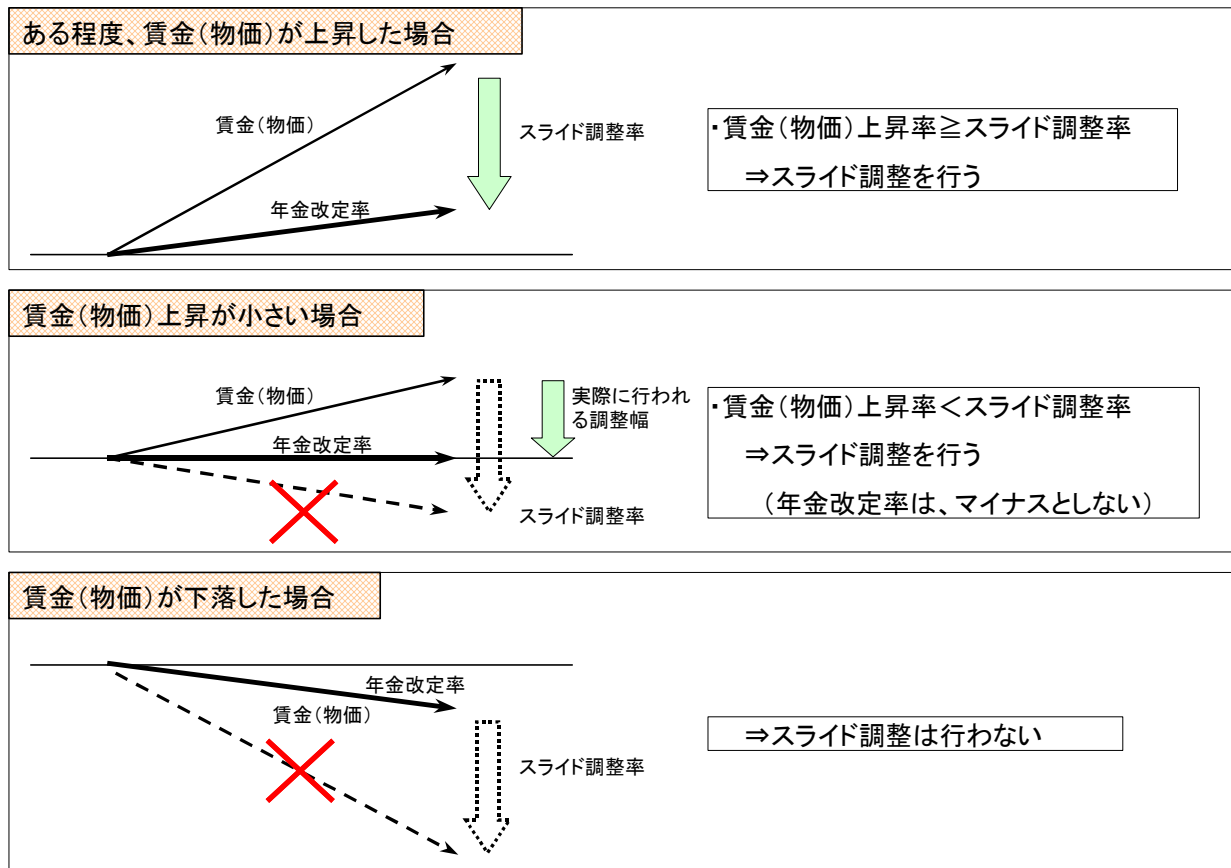 ある程度、賃金(物価)が上昇した場合
賃金(物価)
スライド調整率
年金改定率
・賃金(物価)上昇率≧スライド調整率
⇒スライド調整を行う
賃金(物価)上昇が小さい場合
賃金(物価)
年金改定率
実際に行われ
る調整幅
スライド調整率
・賃金(物価)上昇率<スライド調整率
⇒スライド調整を行う
(年金改定率は、マイナスとしない)
賃金(物価)が下落した場合
年金改定率
賃金(物価)
スライド調整率
⇒スライド調整は行わない